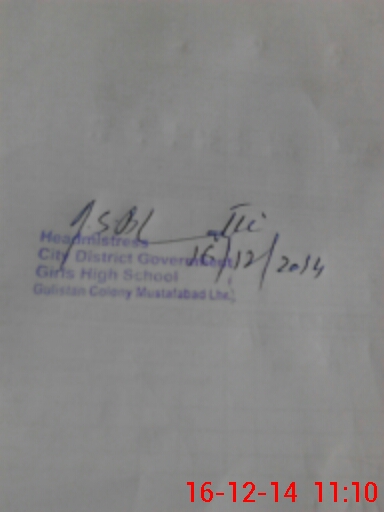 Headmistress
16/12/2014
City District Government
Girls High School
Gulistan Colony Mustafabad Lhr.
16-12-14 11:10